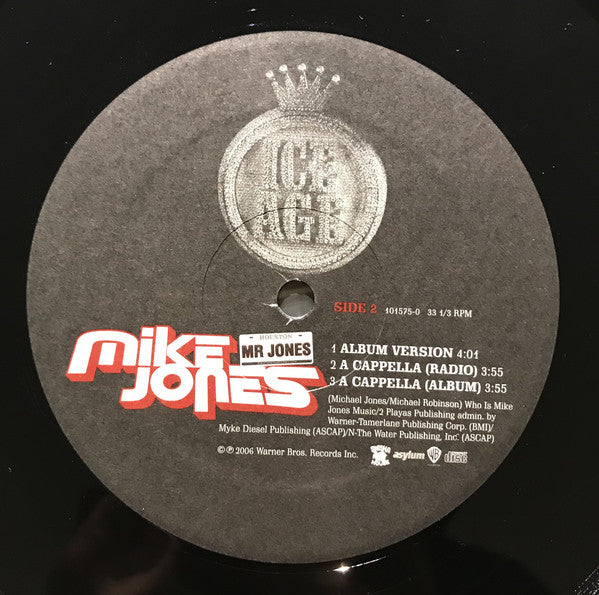 ICE
AGE
SIDE 2 101575-0 33 1/3 RPM
mike
jones
HOUSTON
MR JONES
1 ALBUM VERSION 4:01
2 A CAPPELLA (RADIO) 3:55
3 A CAPPELLA (ALBUM) 3:55
(Michael Jones/Michael Robinson) Who Is Mike
Jones Music/2 Playas Publishing admin. by
Warner-Tamerlane Publishing Corp. (BMI)/
Myke Diesel Publishing (ASCAP)/N-The Water Publishing, Inc. (ASCAP)
©℗ 2006 Warner Bros. Records Inc.
asylum WB disc